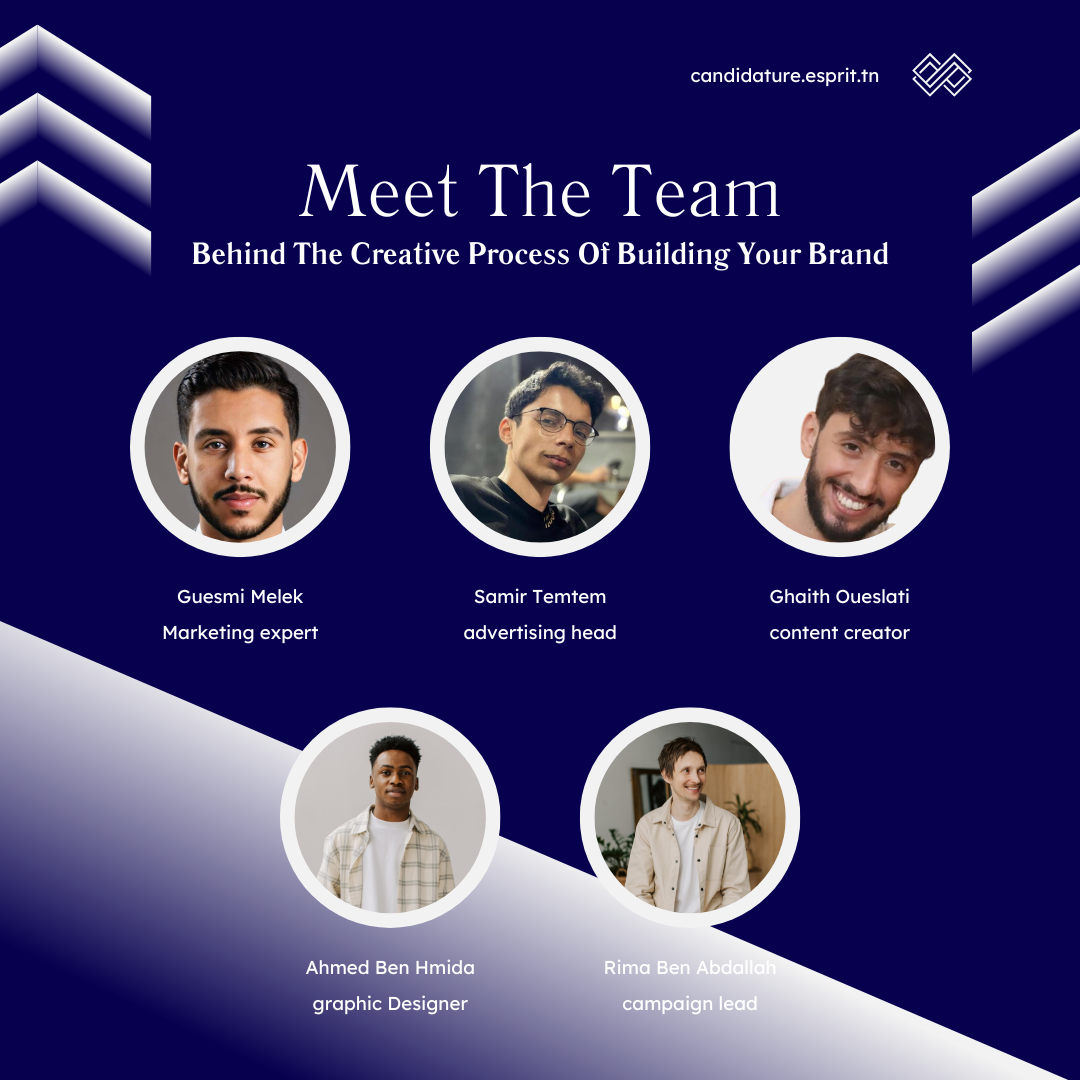 candidature.esprit.tn
Meet The Team
Behind The Creative Process Of Building Your Brand
Guesmi Melek
Marketing expert
Samir Temtem
advertising head
Ghaith Oueslati
content creator
Ahmed Ben Hmida
graphic Designer
Rima Ben Abdallah
campaign lead